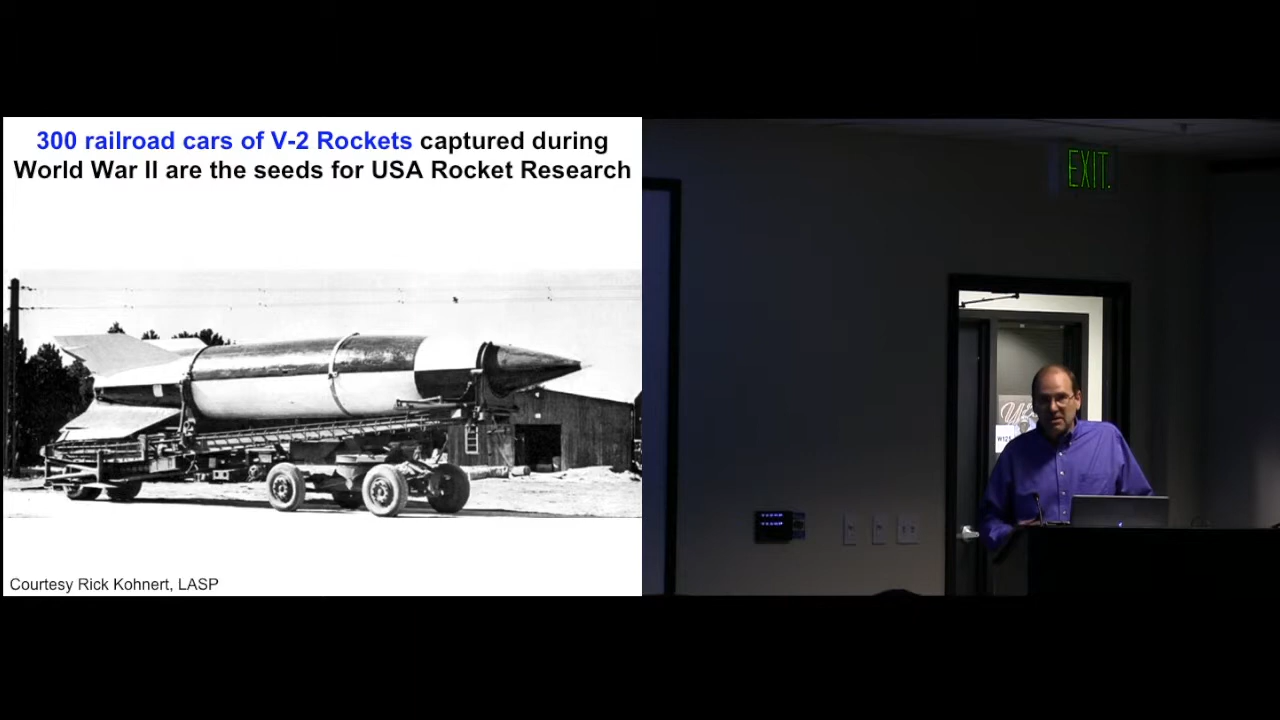 300 railroad cars of V-2 Rockets captured during
World War II are the seeds for USA Rocket Research
Courtesy Rick Kohnert, LASP
EXIT